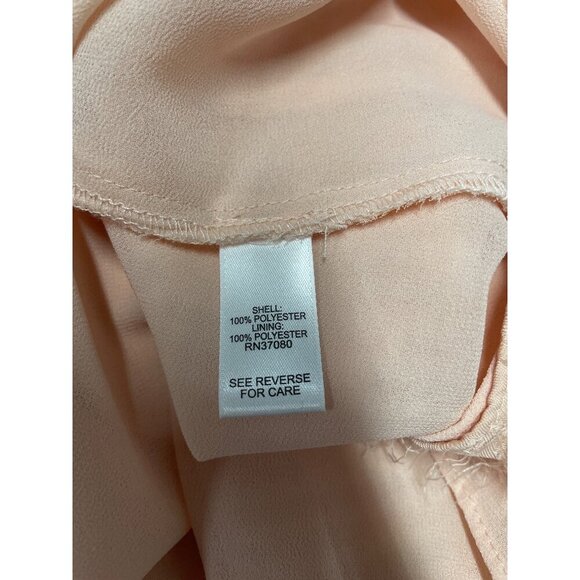 SHELL:
100% POLYESTER
LINING:
100% POLYESTER
RN37080
SEE REVERSE
FOR CARE